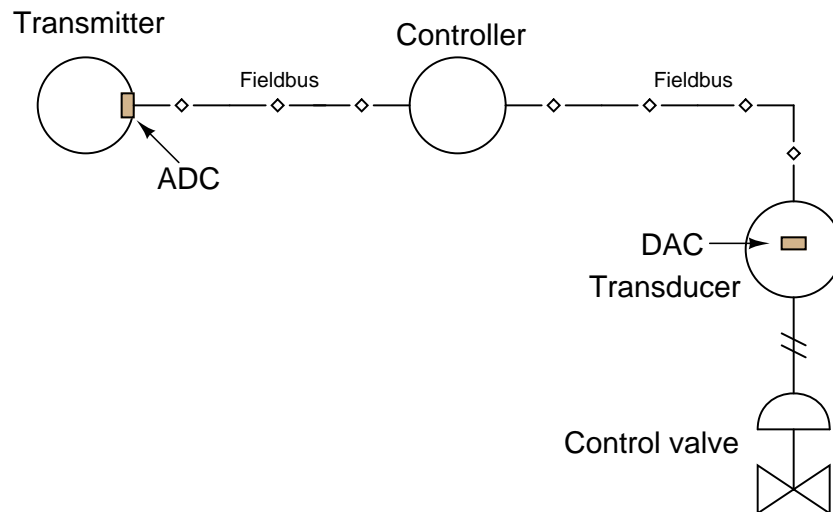 Transmitter
Controller
Fieldbus
Fieldbus
ADC
DAC
Transducer
Control valve